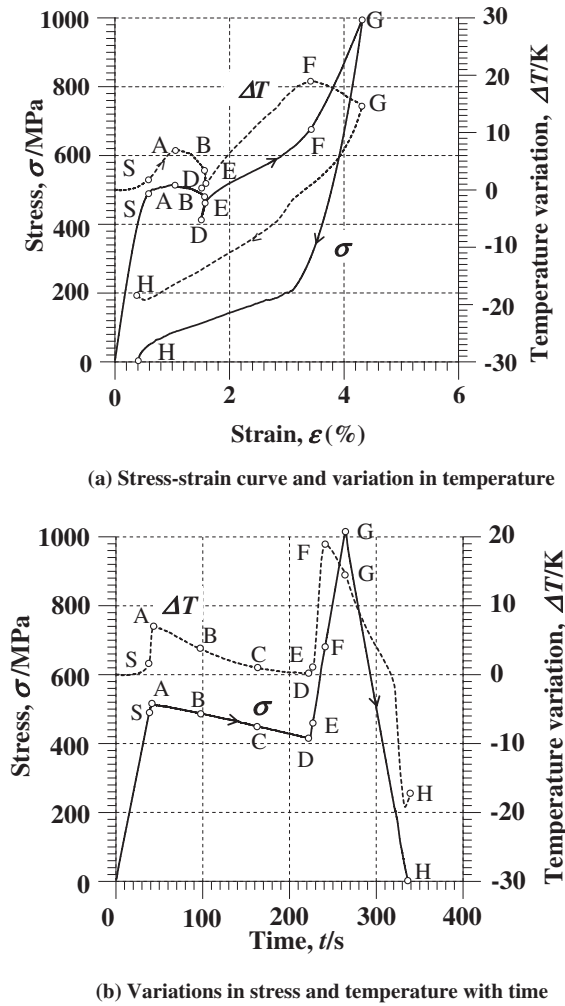 1000
800
600
400
200
0
Stress, σ/MPa
30
20
10
0
-10
-20
-30
Temperature variation, ΔT/K
G
F
ΔT
G
A
B
S
D
E
F
S
A
B
E
D
σ
H
H
0
2
4
6
Strain, ε(%)
(a) Stress-strain curve and variation in temperature
1000
800
600
400
200
0
Stress, σ/MPa
20
10
0
-10
-20
-30
Temperature variation, ΔT/K
G
F
G
A
ΔT
B
F
S
C
E
D
A
S
B
σ
C
E
D
H
H
0
100
200
300
400
Time, t/s
(b) Variations in stress and temperature with time